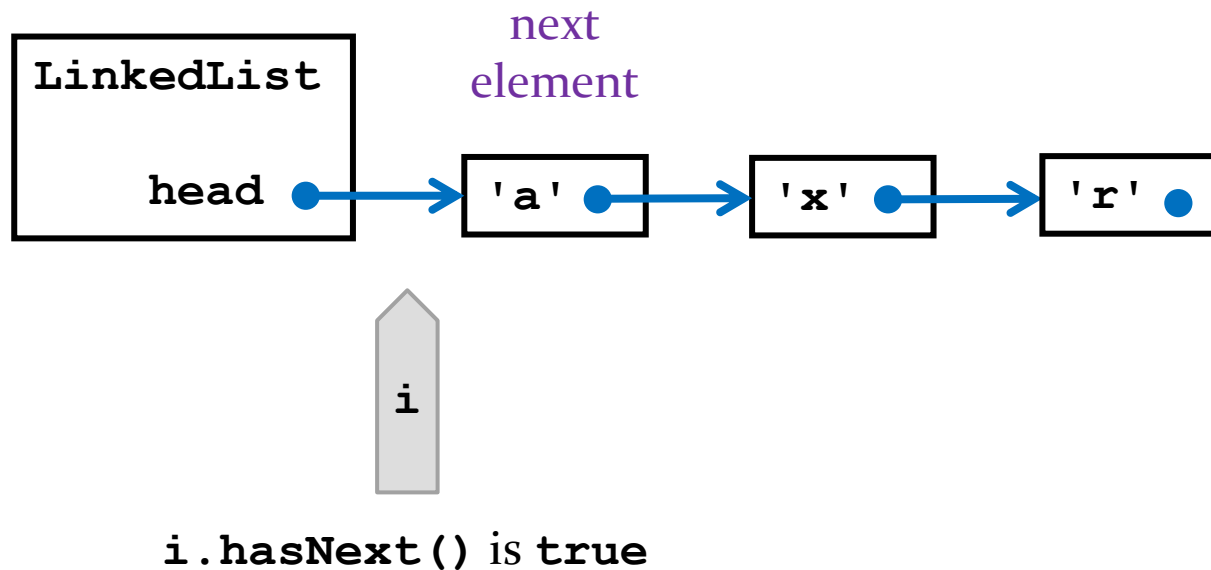 next
element
LinkedList
head
'a'
'x'
'r'
i
i.hasNext() is true